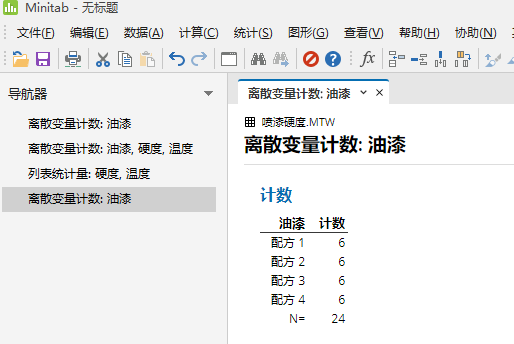 Minitab - 无标题
文件(F) 编辑(E) 数据(A) 计算(C) 统计(S) 图形(G) 查看(V) 帮助(H) 协助(N)
fx
导航器
离散变量计数: 油漆
离散变量计数: 油漆, 硬度, 温度
列表统计量: 硬度, 温度
离散变量计数: 油漆
离散变量计数: 油漆
喷漆硬度.MTW
离散变量计数: 油漆
计数
油漆 计数
配方 1 6
配方 2 6
配方 3 6
配方 4 6
N= 24